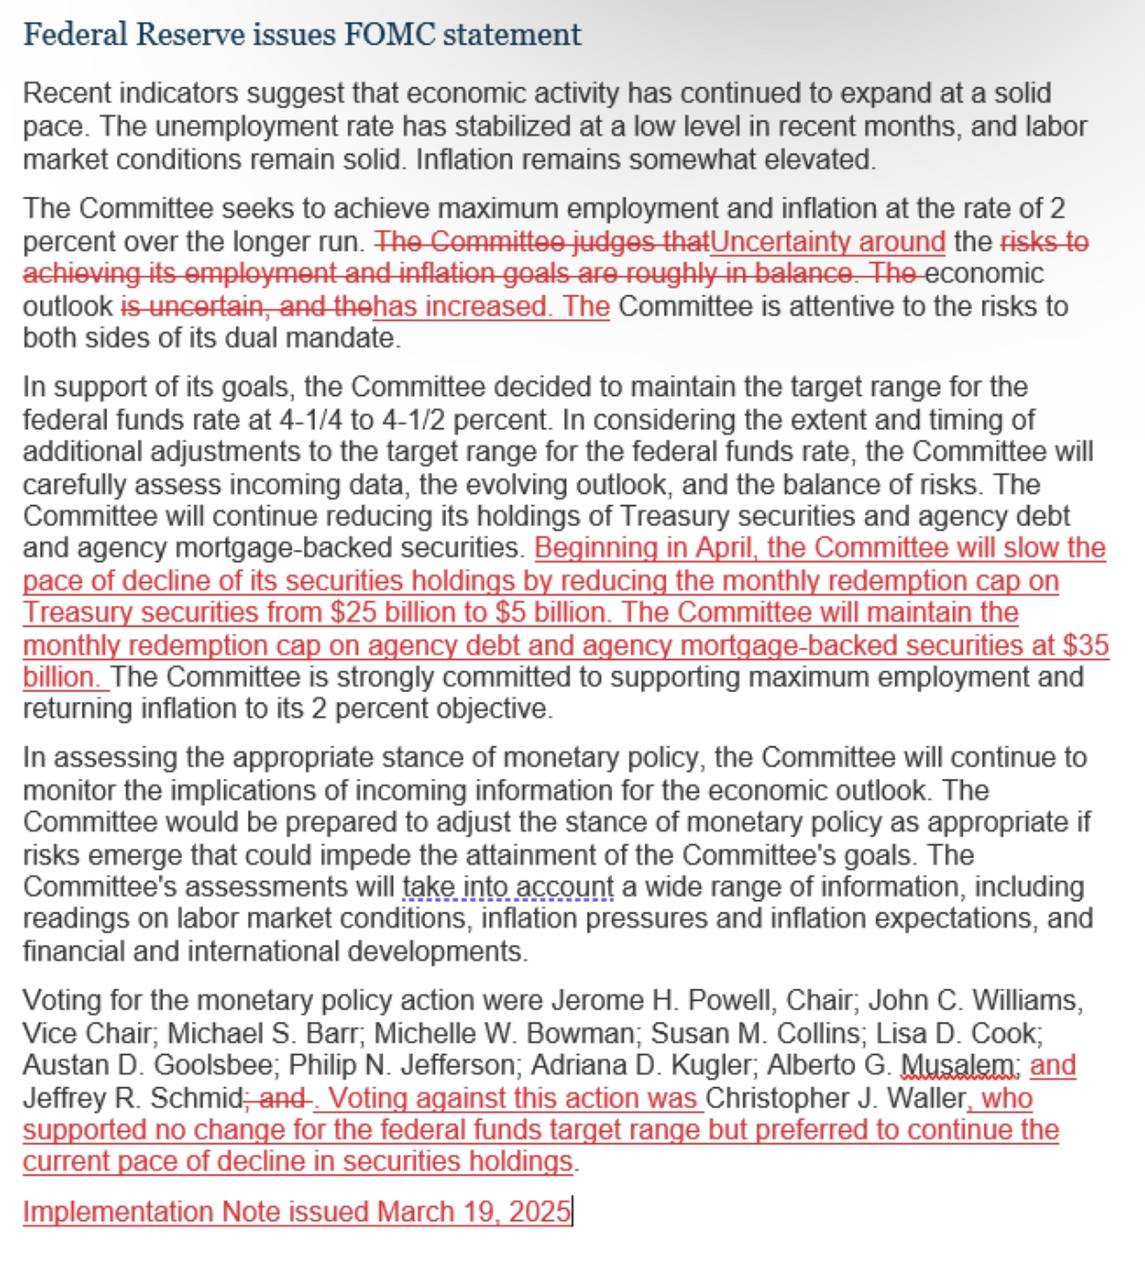 Federal Reserve issues FOMC statement
Recent indicators suggest that economic activity has continued to expand at a solid
pace. The unemployment rate has stabilized at a low level in recent months, and labor
market conditions remain solid. Inflation remains somewhat elevated.
The Committee seeks to achieve maximum employment and inflation at the rate of 2
percent over the longer run. The Committee judges thatUncertainty around the risks to
achieving its employment and inflation goals are roughly in balance. The economic
outlook is uncertain, and thehas increased. The Committee is attentive to the risks to
both sides of its dual mandate.
In support of its goals, the Committee decided to maintain the target range for the
federal funds rate at 4-1/4 to 4-1/2 percent. In considering the extent and timing of
additional adjustments to the target range for the federal funds rate, the Committee will
carefully assess incoming data, the evolving outlook, and the balance of risks. The
Committee will continue reducing its holdings of Treasury securities and agency debt
and agency mortgage-backed securities. Beginning in April, the Committee will slow the
pace of decline of its securities holdings by reducing the monthly redemption cap on
Treasury securities from $25 billion to $5 billion. The Committee will maintain the
monthly redemption cap on agency debt and agency mortgage-backed securities at $35
billion. The Committee is strongly committed to supporting maximum employment and
returning inflation to its 2 percent objective.
In assessing the appropriate stance of monetary policy, the Committee will continue to
monitor the implications of incoming information for the economic outlook. The
Committee would be prepared to adjust the stance of monetary policy as appropriate if
risks emerge that could impede the attainment of the Committee's goals. The
Committee's assessments will take into account a wide range of information, including
readings on labor market conditions, inflation pressures and inflation expectations, and
financial and international developments.
Voting for the monetary policy action were Jerome H. Powell, Chair; John C. Williams,
Vice Chair; Michael S. Barr; Michelle W. Bowman; Susan M. Collins; Lisa D. Cook;
Austan D. Goolsbee; Philip N. Jefferson; Adriana D. Kugler; Alberto G. Musalem; and
Jeffrey R. Schmid; and . Voting against this action was Christopher J. Waller, who
supported no change for the federal funds target range but preferred to continue the
current pace of decline in securities holdings.
Implementation Note issued March 19, 2025